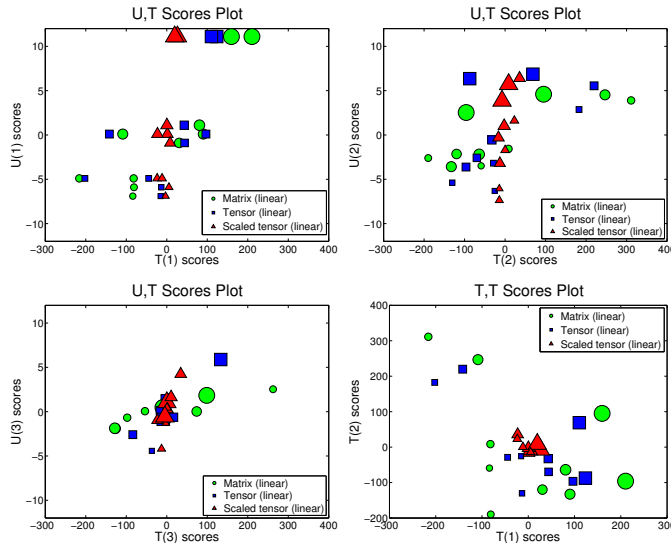 U,T Scores Plot
10
5
0
−5
−10
U(1) scores
−300 −200 −100 0 100 200 300 400
T(1) scores
Matrix (linear)
Tensor (linear)
Scaled tensor (linear)
U,T Scores Plot
10
5
0
−5
−10
U(2) scores
−300 −200 −100 0 100 200 300 400
T(2) scores
Matrix (linear)
Tensor (linear)
Scaled tensor (linear)
U,T Scores Plot
10
5
0
−5
−10
U(3) scores
−300 −200 −100 0 100 200 300 400
T(3) scores
Matrix (linear)
Tensor (linear)
Scaled tensor (linear)
T,T Scores Plot
400
300
200
100
0
−100
−200
T(2) scores
−300 −200 −100 0 100 200 300 400
T(1) scores
Matrix (linear)
Tensor (linear)
Scaled tensor (linear)